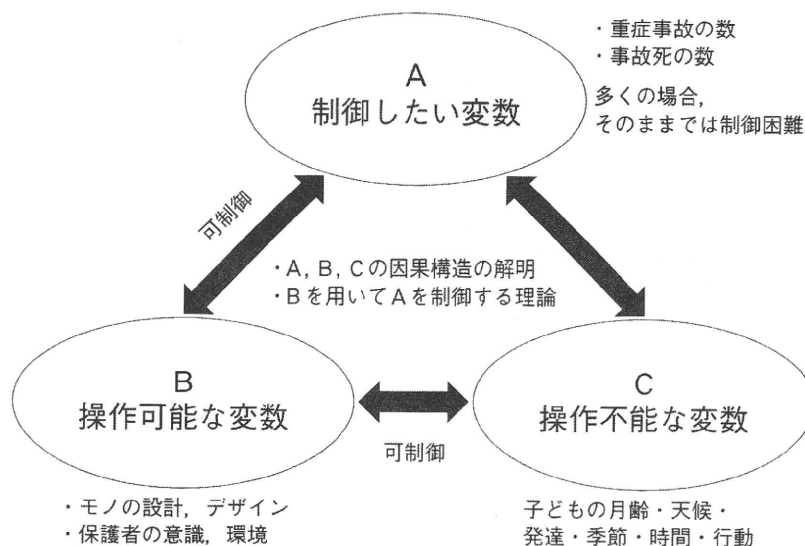 ・重症事故の数
・事故死の数
多くの場合,
そのままでは制御困難
A
制御したい変数
可制御
・A, B, Cの因果構造の解明
・Bを用いてAを制御する理論
B
操作可能な変数
可制御
C
操作不能な変数
・モノの設計, デザイン
・保護者の意識, 環境
子どもの月齢・天候・
発達・季節・時間・行動